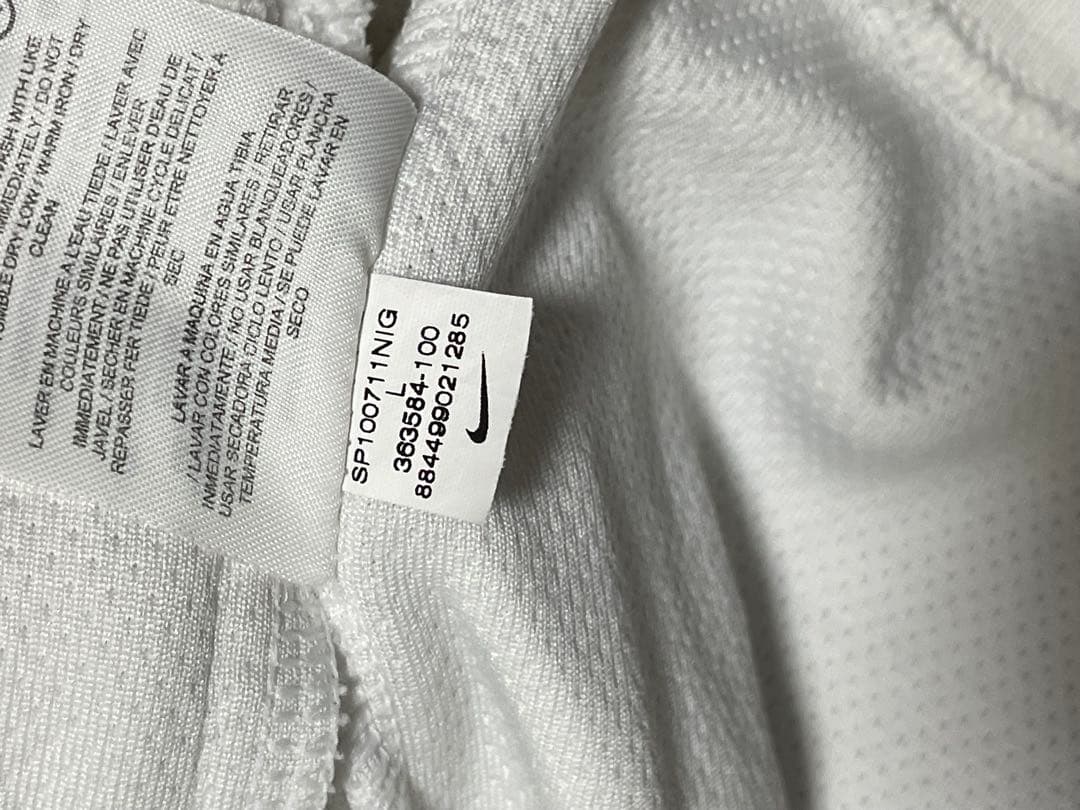 WASH WITH LIKE
IMMEDIATELY / DO NOT
DRY LOW / WARM IRON / DRY
CLEAN
LAVER EN MACHINE A L'EAU TIEDE / LAVER AVEC
COULEURS SIMILAIRES / ENLEVER
IMMEDIATEMENT / NE PAS UTILISER D'EAU DE
JAVEL / SECHER EN MACHINE CYCLE DELICAT /
REPASSER FER TIEDE / PEUR ETRE NETTOYER A
SEC
LAVAR A MAQUINA EN AGUA TIBIA
/ LAVAR CON COLORES SIMILARES / RETIRAR
INMEDIATAMENTE / NO USAR BLANQUEADORES /
USAR SECADORA-CICLO LENTO / USAR PLANCHA
TEMPERATURA MEDIA / SE PUEDE LAVAR EN
SECO
SP100711NIG
L
363584-100
00884499021285